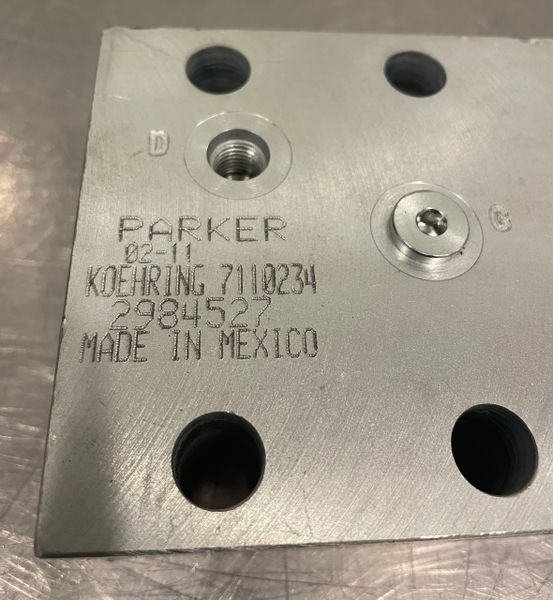 D
PARKER
02-11
KOEHRING 7110234
2984527
MADE IN MEXICO